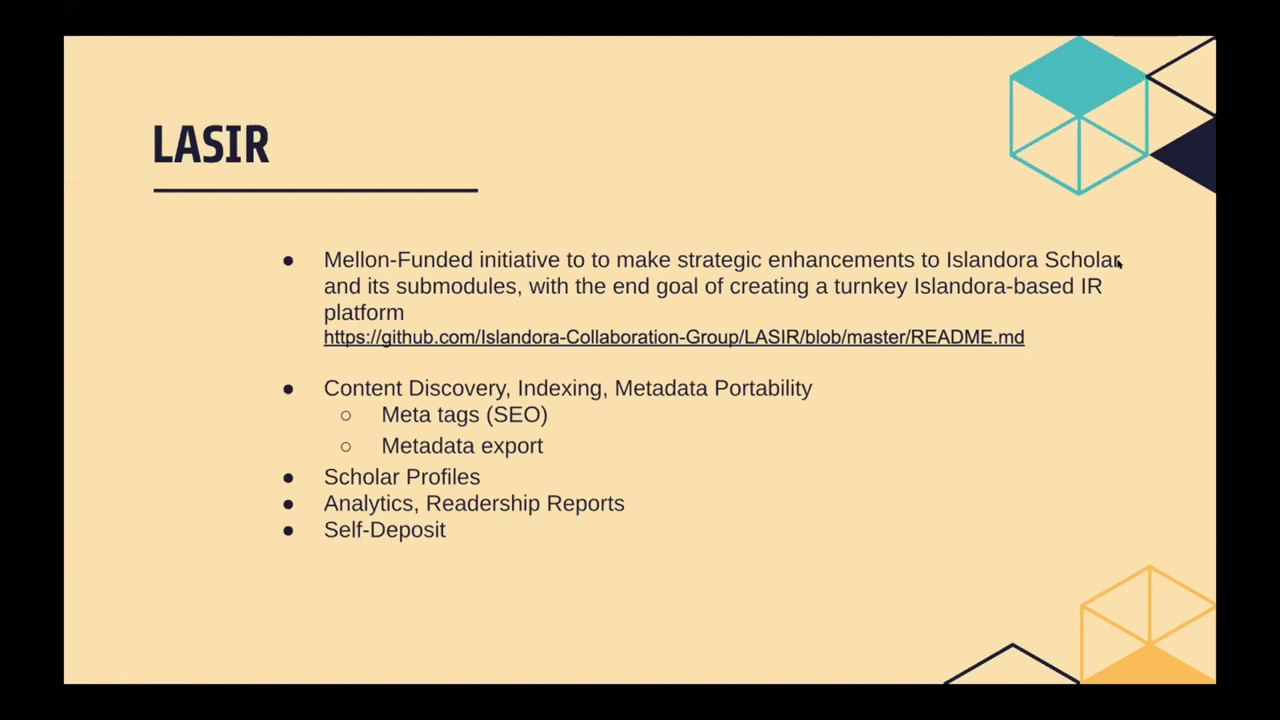 LASIR
● Mellon-Funded initiative to to make strategic enhancements to Islandora Scholar
and its submodules, with the end goal of creating a turnkey Islandora-based IR
platform
https://github.com/Islandora-Collaboration-Group/LASIR/blob/master/README.md
● Content Discovery, Indexing, Metadata Portability
○ Meta tags (SEO)
○ Metadata export
● Scholar Profiles
● Analytics, Readership Reports
● Self-Deposit